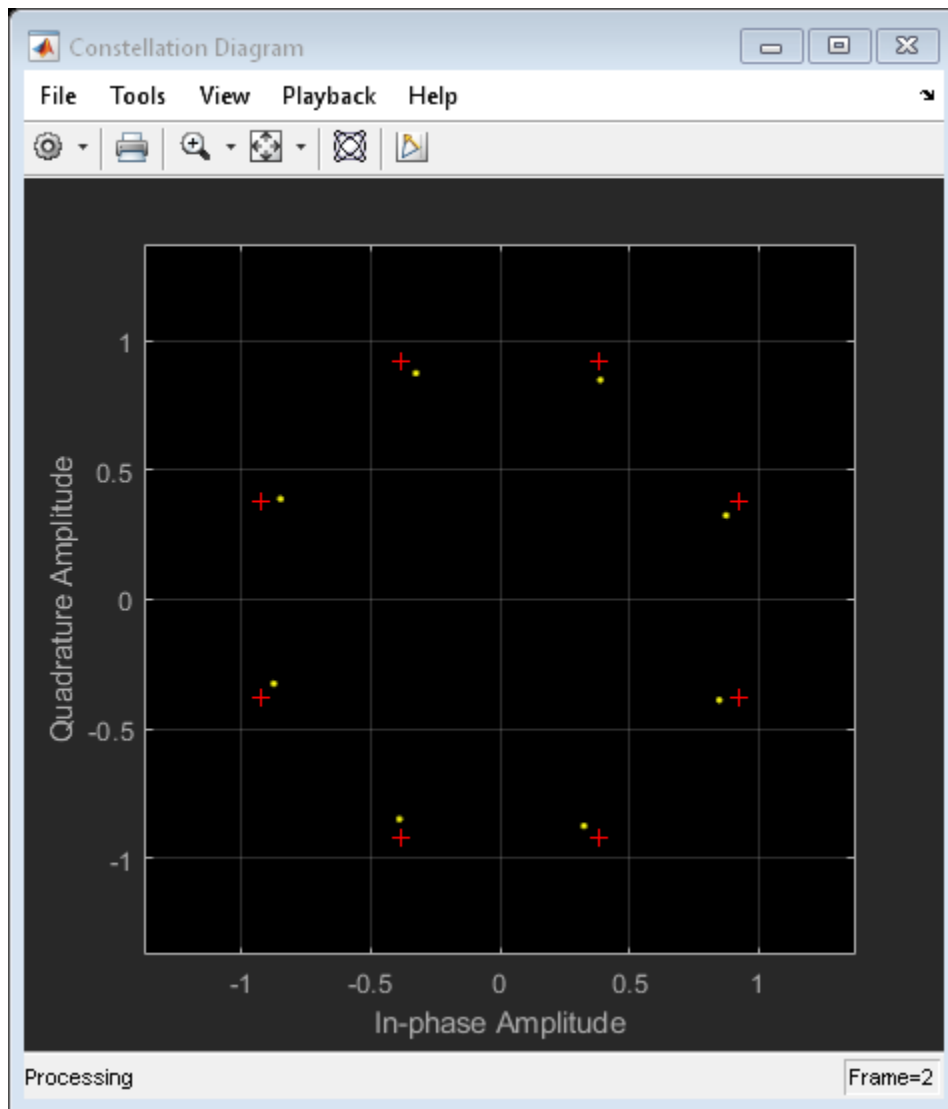 Constellation Diagram
File Tools View Playback Help
1
0.5
0
-0.5
-1
Quadrature Amplitude
-1 -0.5 0 0.5 1
In-phase Amplitude
Processing Frame=2